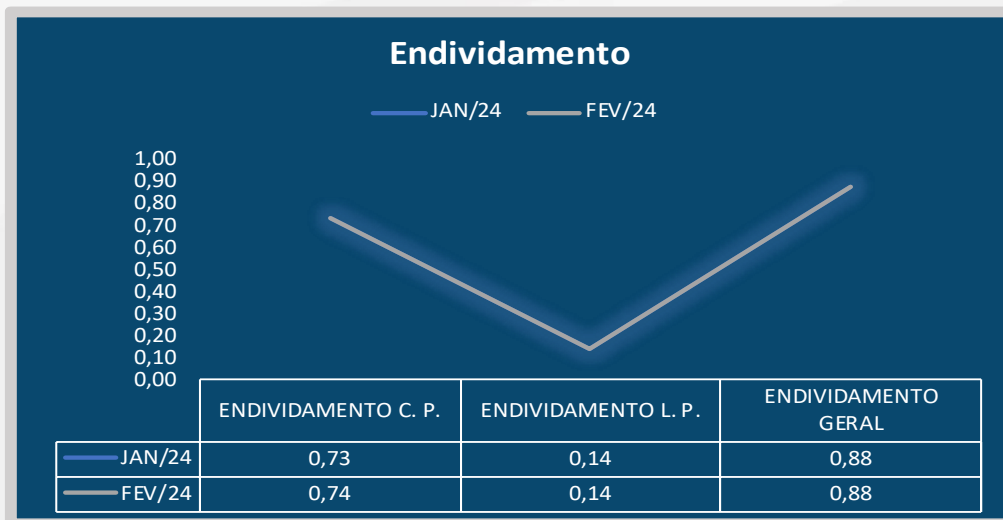 Endividamento
JAN/24 FEV/24
1,00
0,90
0,80
0,70
0,60
0,50
0,40
0,30
0,20
0,10
0,00
ENDIVIDAMENTO C. P. ENDIVIDAMENTO L. P. ENDIVIDAMENTO
GERAL
JAN/24 0,73 0,14 0,88
FEV/24 0,74 0,14 0,88